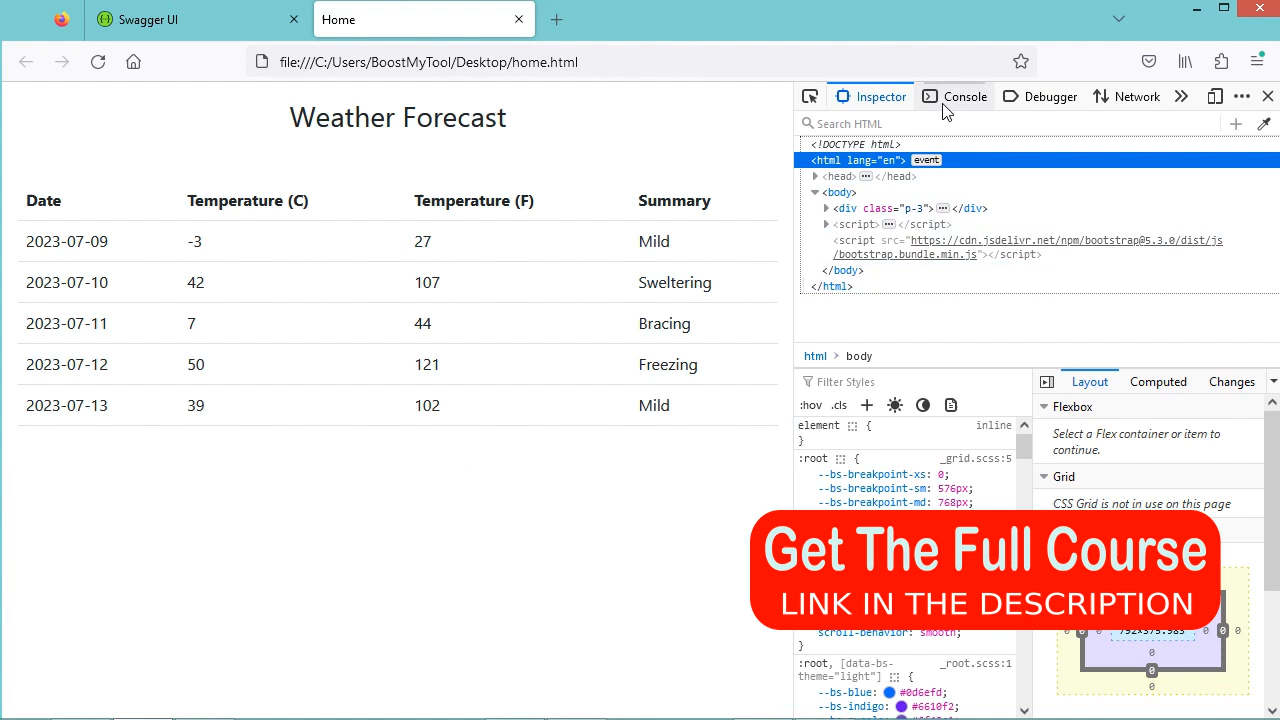 Swagger UI
Home
file:///C:/Users/BoostMyTool/Desktop/home.html
Weather Forecast
Date Temperature (C) Temperature (F) Summary
2023-07-09 -3 27 Mild
2023-07-10 42 107 Sweltering
2023-07-11 7 44 Bracing
2023-07-12 50 121 Freezing
2023-07-13 39 102 Mild
Inspector Console Debugger Network
Search HTML
<!DOCTYPE html>
<html lang="en"> event
<head> ••• </head>
<body>
<div class="p-3"> ••• </div>
<script> ••• </script>
<script src="https://cdn.jsdelivr.net/npm/bootstrap@5.3.0/dist/js
/bootstrap.bundle.min.js"></script>
</body>
</html>
html body
Filter Styles
:hov .cls
element { inline
}
:root { _grid.scss:5
--bs-breakpoint-xs: 0;
--bs-breakpoint-sm: 576px;
--bs-breakpoint-md: 768px;
scroll-behavior: smooth;
}
:root, [data-bs- _root.scss:1
theme="light"] {
--bs-blue: #0d6efd;
--bs-indigo: #6610f2;
Layout Computed Changes
Flexbox
Select a Flex container or item to
continue.
Grid
CSS Grid is not in use on this page
0 0 0 0
0
0
0
Get The Full Course
LINK IN THE DESCRIPTION